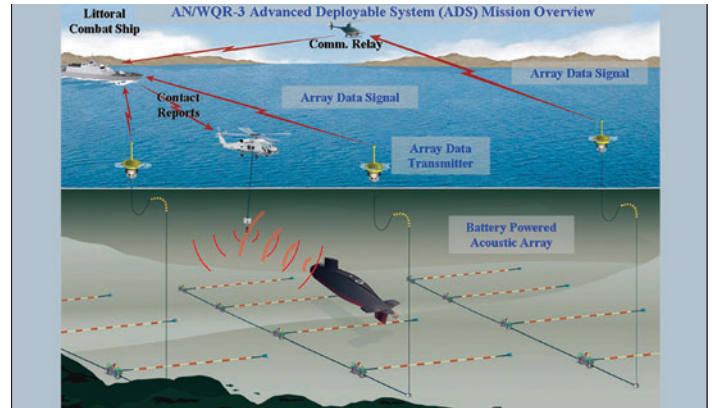 AN/WQR-3 Advanced Deployable System (ADS) Mission Overview
Littoral
Combat Ship
Comm. Relay
Array Data Signal
Array Data Signal
Contact
Reports
Array Data
Transmitter
Battery Powered
Acoustic Array